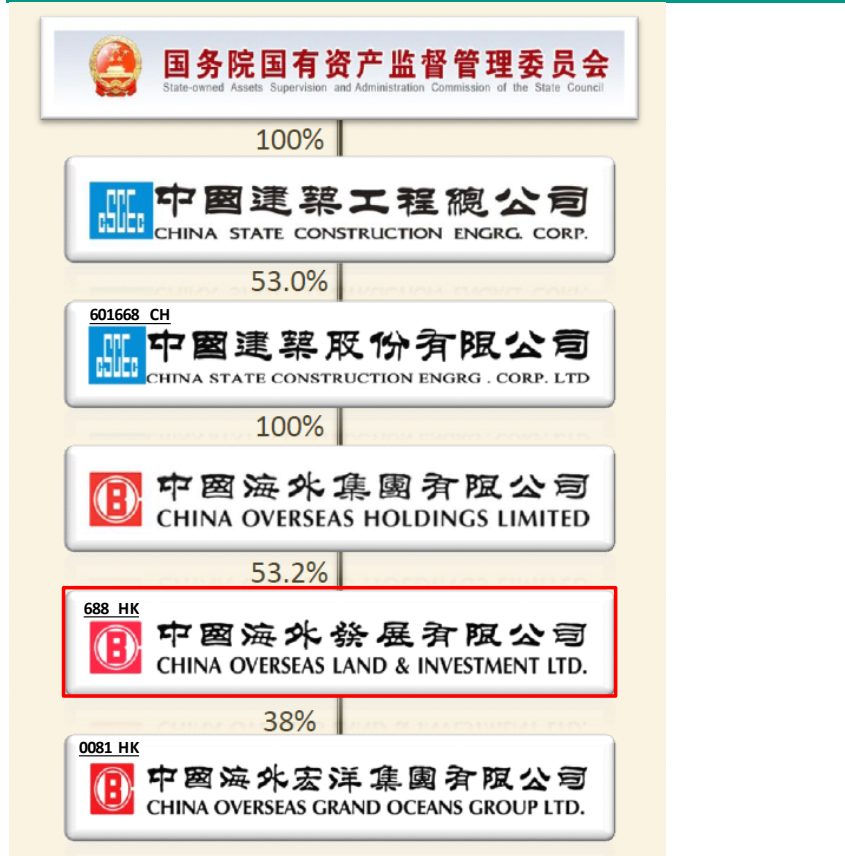 国务院国有资产监督管理委员会
State-owned Assets Supervision and Administration Commission of the State Council
100%
中國建築工程總公司
CSCEC
CHINA STATE CONSTRUCTION ENGRG. CORP.
53.0%
601668 CH
中國建築股份有限公司
CSCEC
CHINA STATE CONSTRUCTION ENGRG . CORP. LTD
100%
中國海外集團有限公司
CHINA OVERSEAS HOLDINGS LIMITED
53.2%
688 HK
中國海外發展有限公司
CHINA OVERSEAS LAND & INVESTMENT LTD.
38%
0081 HK
中國海外宏洋集團有限公司
CHINA OVERSEAS GRAND OCEANS GROUP LTD.